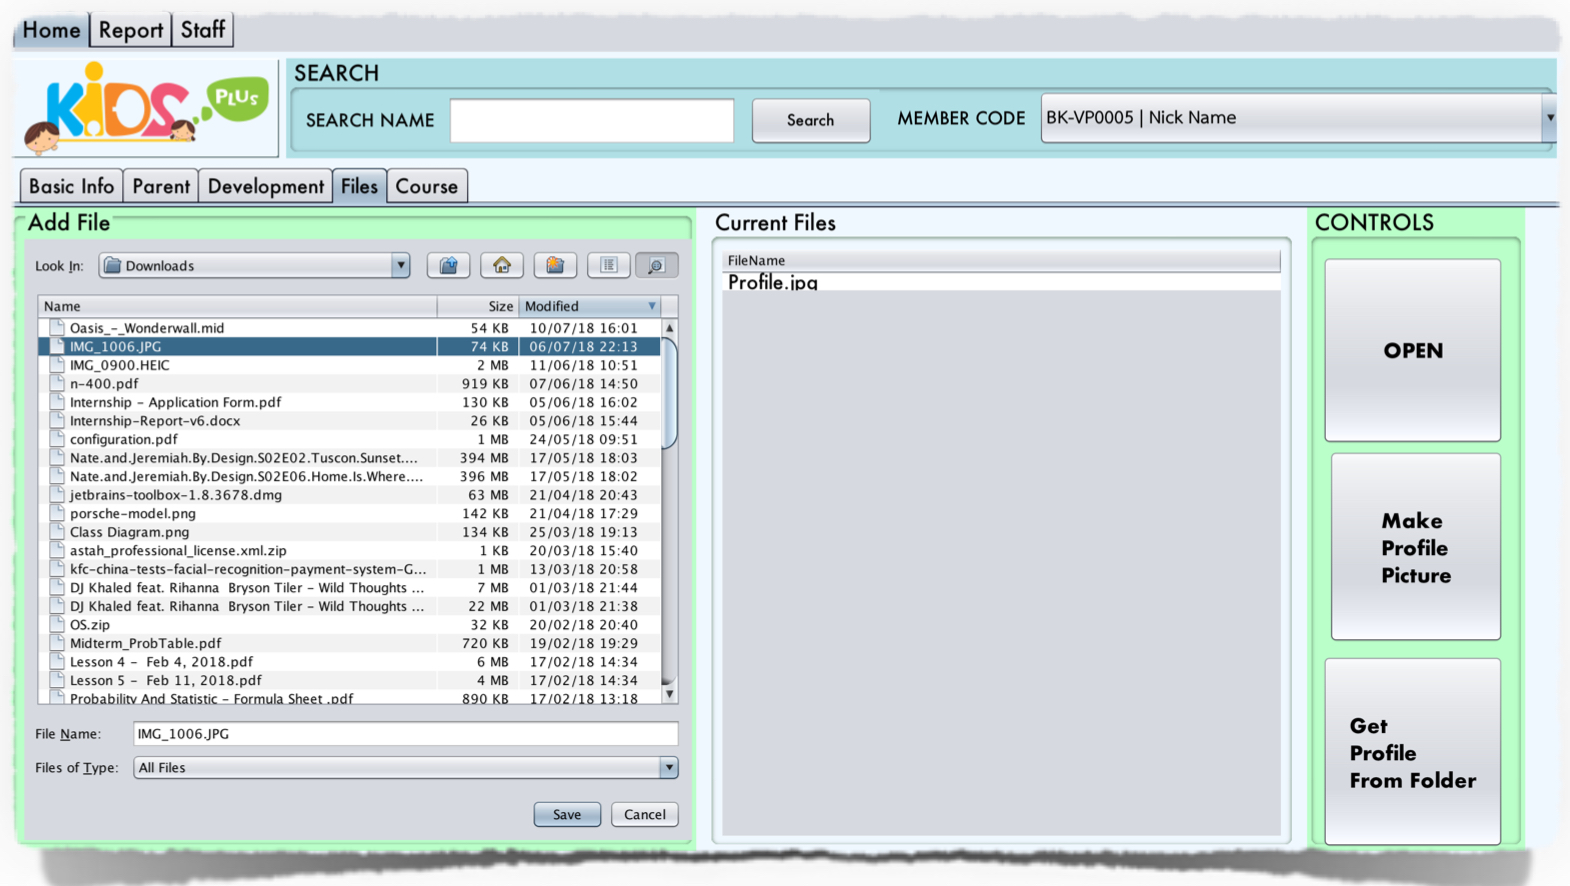 Home Report Staff
KiDS PLUS
SEARCH
SEARCH NAME Search MEMBER CODE BK-VP0005 | Nick Name
Basic Info Parent Development Files Course
Add File
Look In: Downloads
Name Size Modified
Oasis_-_Wonderwall.mid 54 KB 10/07/18 16:01
IMG_1006.JPG 74 KB 06/07/18 22:13
IMG_0900.HEIC 2 MB 11/06/18 10:51
n-400.pdf 919 KB 07/06/18 14:50
Internship - Application Form.pdf 130 KB 05/06/18 16:02
Internship-Report-v6.docx 26 KB 05/06/18 15:44
configuration.pdf 1 MB 24/05/18 09:51
Nate.and.Jeremiah.By.Design.S02E02.Tuscon.Sunset.... 394 MB 17/05/18 18:03
Nate.and.Jeremiah.By.Design.S02E06.Home.Is.Where.... 396 MB 17/05/18 18:02
jetbrains-toolbox-1.8.3678.dmg 63 MB 21/04/18 20:43
porsche-model.png 142 KB 21/04/18 17:29
Class Diagram.png 134 KB 25/03/18 19:13
astah_professional_license.xml.zip 1 KB 20/03/18 15:40
kfc-china-tests-facial-recognition-payment-system-G... 1 MB 13/03/18 20:58
DJ Khaled feat. Rihanna  Bryson Tiler - Wild Thoughts ... 7 MB 01/03/18 21:44
DJ Khaled feat. Rihanna  Bryson Tiler - Wild Thoughts ... 22 MB 01/03/18 21:38
OS.zip 32 KB 20/02/18 20:40
Midterm_ProbTable.pdf 720 KB 19/02/18 19:29
Lesson 4 -  Feb 4, 2018.pdf 6 MB 17/02/18 14:34
Lesson 5 -  Feb 11, 2018.pdf 4 MB 17/02/18 14:34
Probability And Statistic - Formula Sheet .pdf 890 KB 17/02/18 13:18
File Name: IMG_1006.JPG
Files of Type: All Files
Save Cancel
Current Files
FileName
Profile.jpg
CONTROLS
OPEN
Make
Profile
Picture
Get
Profile
From Folder